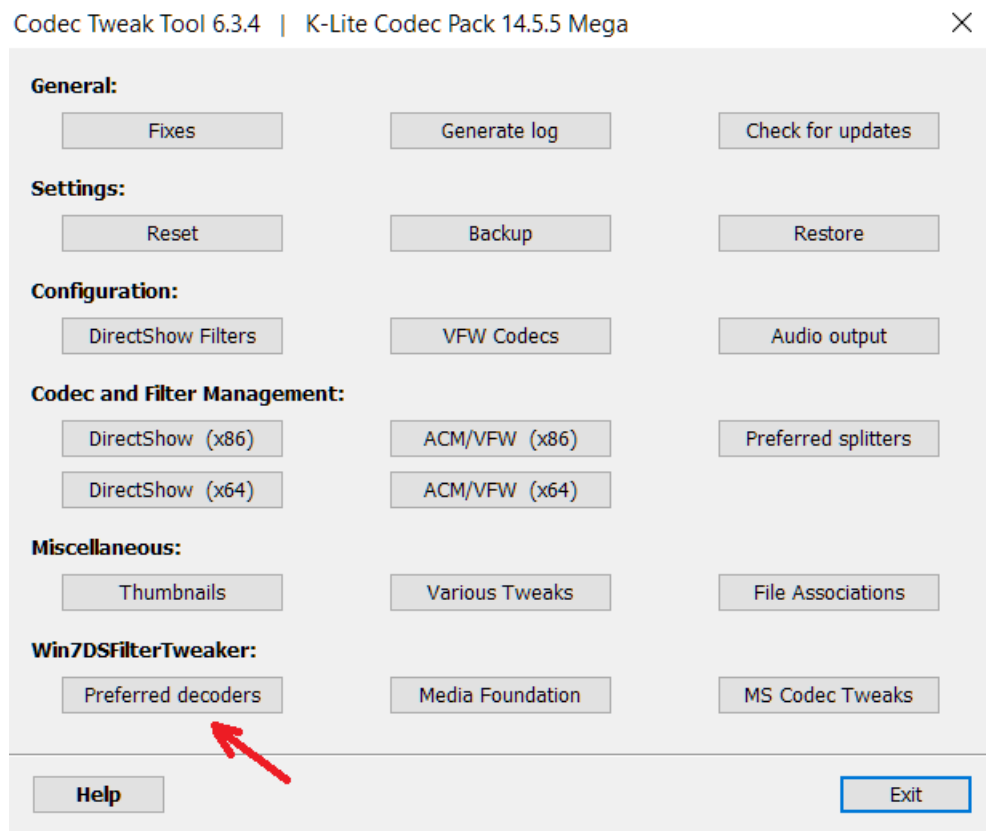 Codec Tweak Tool 6.3.4 | K-Lite Codec Pack 14.5.5 Mega
General:
Fixes Generate log Check for updates
Settings:
Reset Backup Restore
Configuration:
DirectShow Filters VFW Codecs Audio output
Codec and Filter Management:
DirectShow (x86) ACM/VFW (x86) Preferred splitters
DirectShow (x64) ACM/VFW (x64)
Miscellaneous:
Thumbnails Various Tweaks File Associations
Win7DSFilterTweaker:
Preferred decoders Media Foundation MS Codec Tweaks
Help Exit